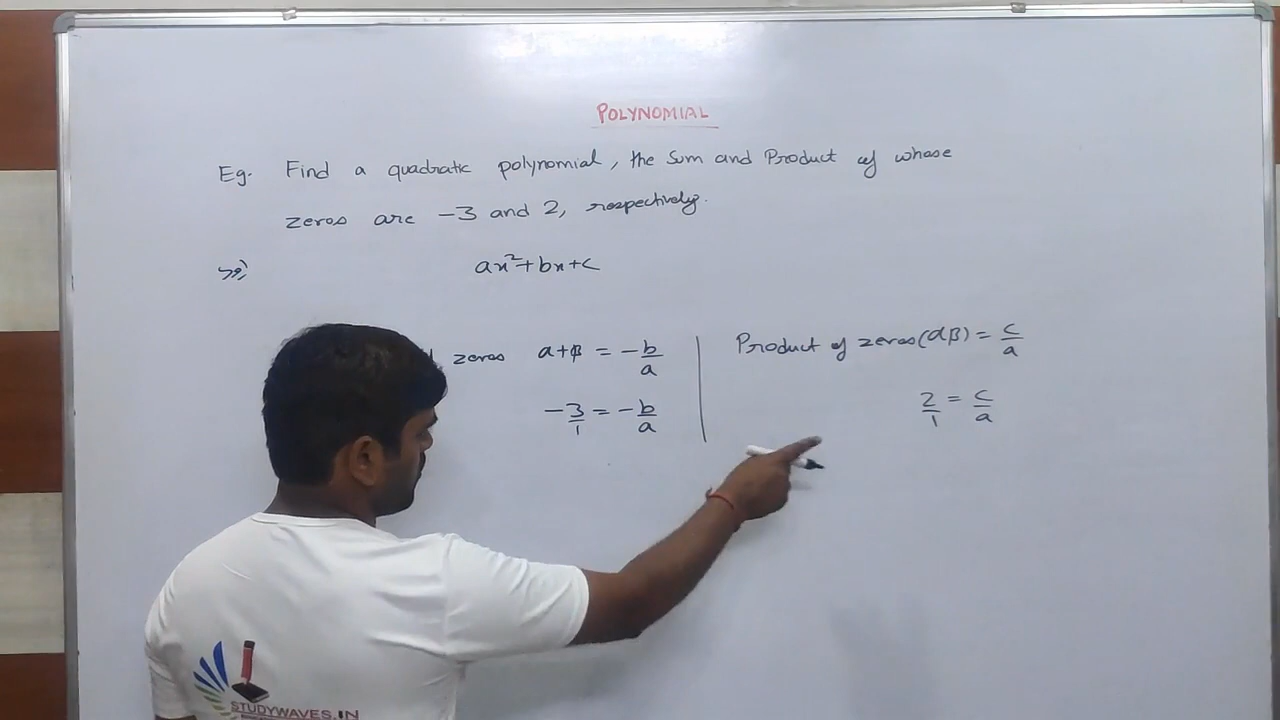 POLYNOMIAL
Eg. Find a quadratic polynomial, the Sum and Product of whose
zeros are -3 and 2, respectively.
ax²+bx+c
zeros α+β = -b/a
-3/1 = -b/a
Product of zeros(αβ) = c/a
2/1 = c/a
STUDYWAVES.IN